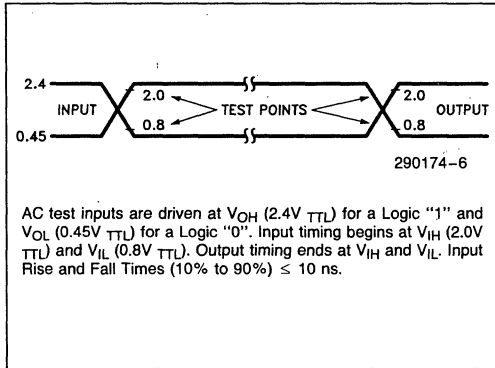 2.4
2.0 2.0
INPUT TEST POINTS OUTPUT
0.8 0.8
0.45
290174-6
AC test inputs are driven at VOH (2.4V TTL) for a Logic "1" and
VOL (0.45V TTL) for a Logic "0". Input timing begins at VIH (2.0V
TTL) and VIL (0.8V TTL). Output timing ends at VIH and VIL. Input
Rise and Fall Times (10% to 90%) ≤ 10 ns.